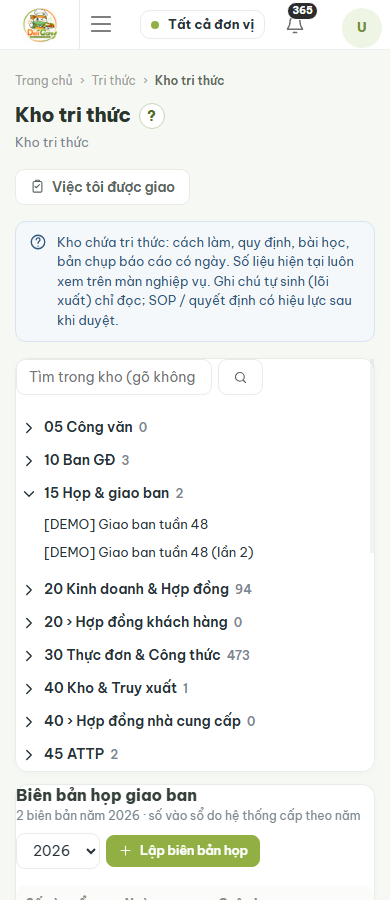 Tất cả đơn vị
365
U
Trang chủ › Tri thức › Kho tri thức
Kho tri thức ?
Kho tri thức
Việc tôi được giao
Kho chứa tri thức: cách làm, quy định, bài học,
bản chụp báo cáo có ngày. Số liệu hiện tại luôn
xem trên màn nghiệp vụ. Ghi chú tự sinh (lõi
xuất) chỉ đọc; SOP / quyết định có hiệu lực sau
khi duyệt.
Tìm trong kho (gõ không
05 Công văn 0
10 Ban GĐ 3
15 Họp & giao ban 2
[DEMO] Giao ban tuần 48
[DEMO] Giao ban tuần 48 (lần 2)
20 Kinh doanh & Hợp đồng 94
20 › Hợp đồng khách hàng 0
30 Thực đơn & Công thức 473
40 Kho & Truy xuất 1
40 › Hợp đồng nhà cung cấp 0
45 ATTP 2
Biên bản họp giao ban
2 biên bản năm 2026 · số vào sổ do hệ thống cấp theo năm
2026
+ Lập biên bản họp